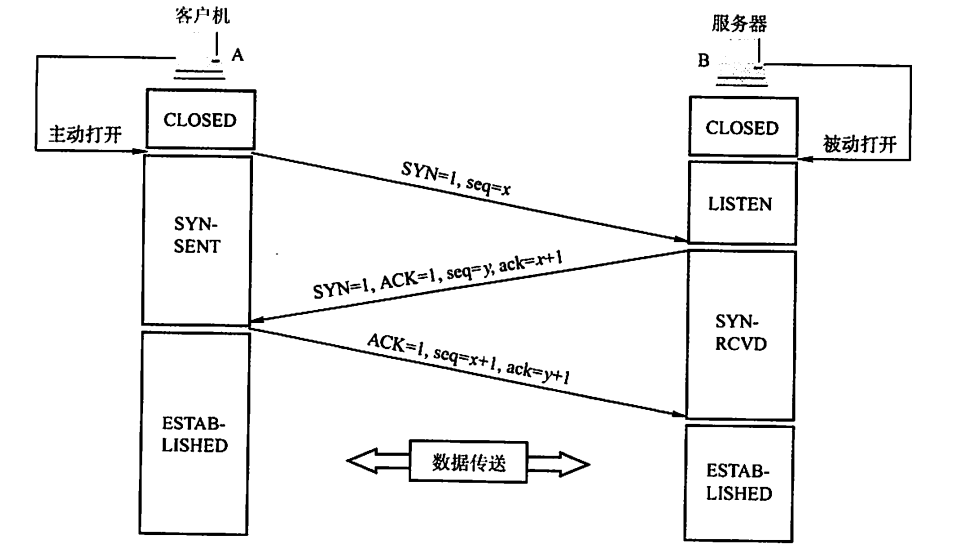 客户机
服务器
A
B
CLOSED
CLOSED
主动打开
被动打开
SYN=1, seq=x
LISTEN
SYN-
SENT
SYN=1, ACK=1, seq=y, ack=x+1
SYN-
RCVD
ACK=1, seq=x+1, ack=y+1
ESTAB-
LISHED
数据传送
ESTAB-
LISHED